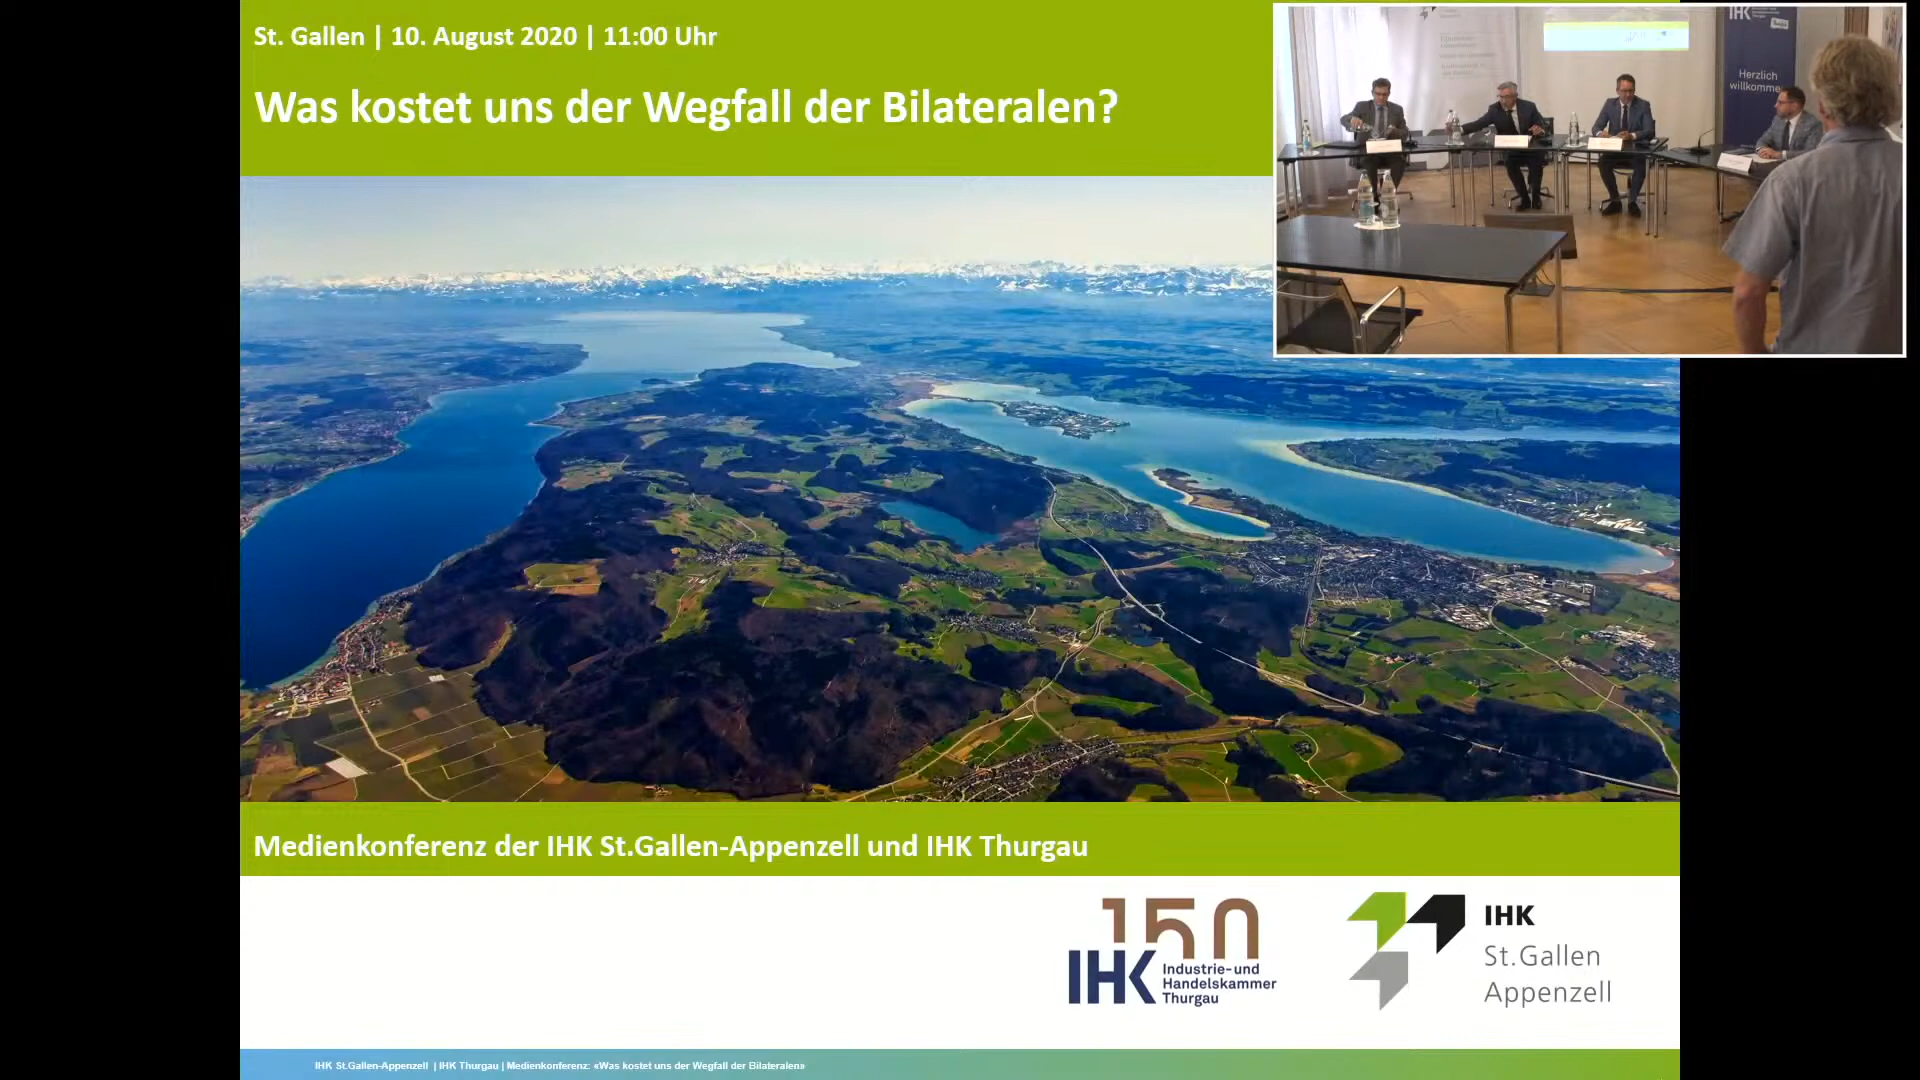 St. Gallen | 10. August 2020 | 11:00 Uhr
Was kostet uns der Wegfall der Bilateralen?
IHK
Herzlich
willkommen
Medienkonferenz der IHK St.Gallen-Appenzell und IHK Thurgau
150
IHK
Industrie- und
Handelskammer
Thurgau
IHK
St.Gallen
Appenzell
IHK St.Gallen-Appenzell | IHK Thurgau | Medienkonferenz: «Was kostet uns der Wegfall der Bilateralen»